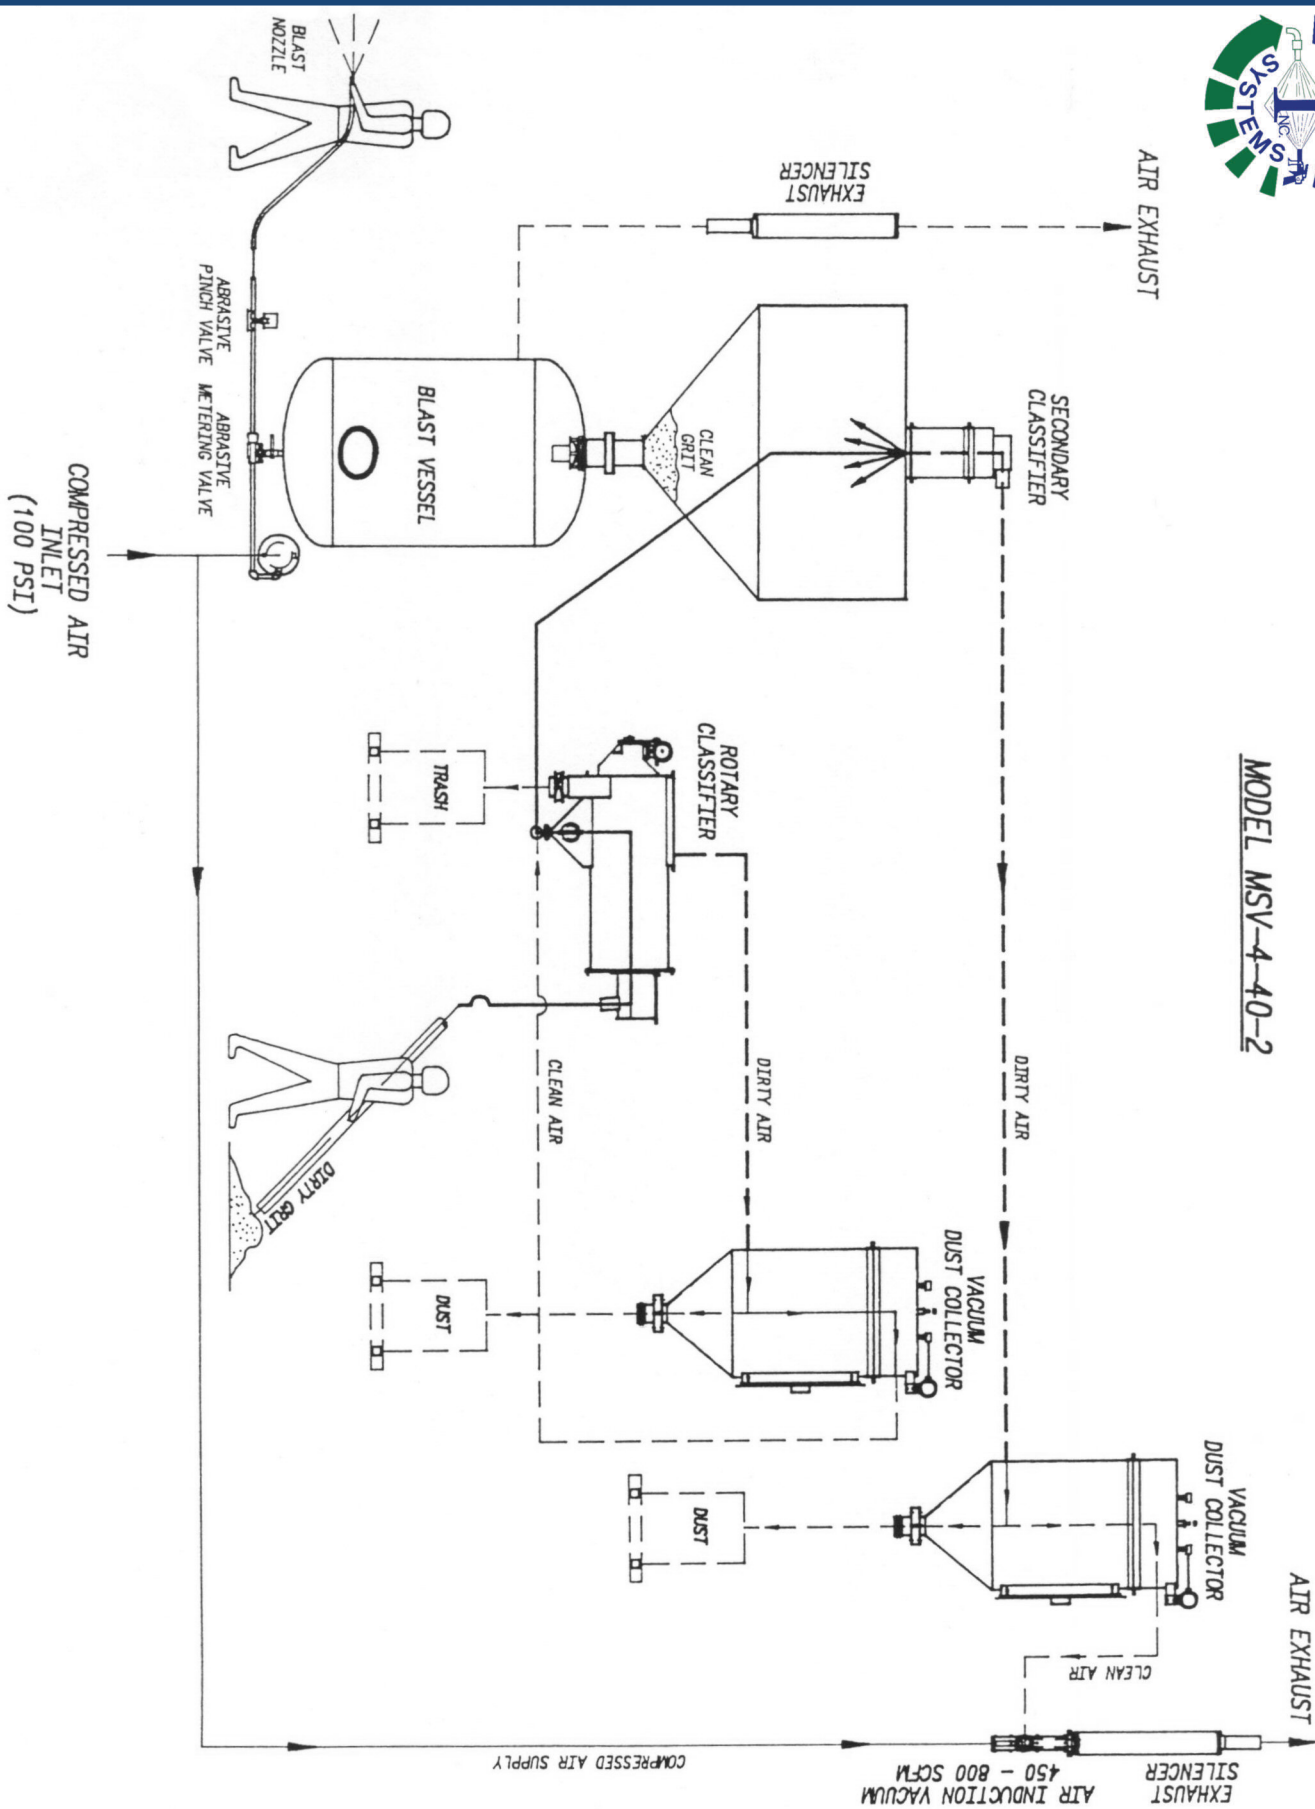 MODEL MSV-4-40-2
INC.
SYSTEMS
AIR EXHAUST
EXHAUST
SILENCER
BLAST
NOZZLE
ABRASIVE
PINCH VALVE
ABRASIVE
METERING VALVE
BLAST VESSEL
CLEAN
GRIT
SECONDARY
CLASSIFIER
COMPRESSED AIR
INLET
(100 PSI)
ROTARY
CLASSIFIER
TRASH
DIRTY AIR
DIRTY AIR
CLEAN AIR
DIRTY GRIT
VACUUM
DUST COLLECTOR
DUST
VACUUM
DUST COLLECTOR
DUST
CLEAN AIR
AIR EXHAUST
EXHAUST
SILENCER
AIR INDUCTION VACUUM
450 - 800 SCFM
COMPRESSED AIR SUPPLY